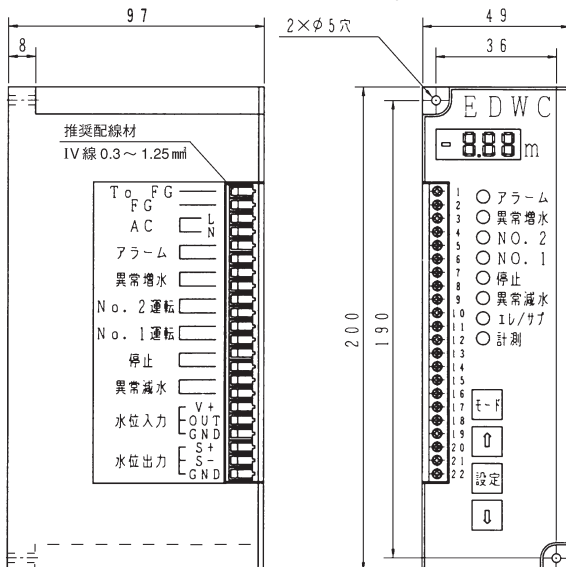 97
8
推奨配線材
IV線 0.3～1.25㎟
To FG
FG
AC L
N
アラーム
異常増水
No. 2運転
No. 1運転
停止
異常減水
水位入力 V+
OUT
GND
水位出力 S+
S-
GND
2×φ5穴
49
36
200
190
EDWC
- 8.88 m
1
2
3
4
5
6
7
8
9
10
11
12
13
14
15
16
17
18
19
20
21
22
アラーム
異常増水
NO. 2
NO. 1
停止
異常減水
エレ/サブ
計測
モード
⇧
設定
⇩